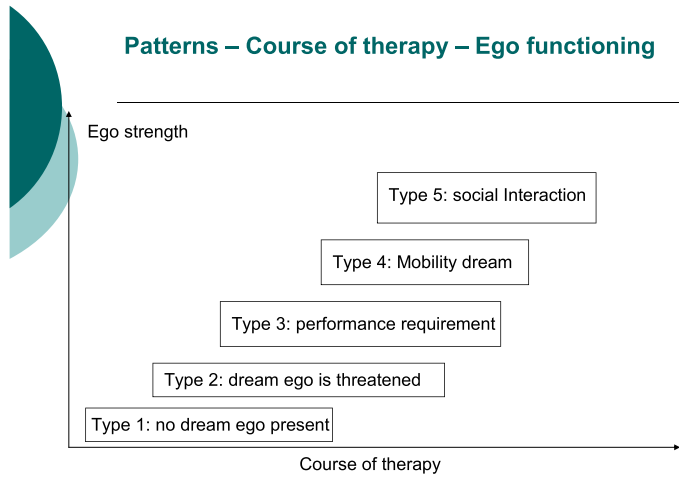 Patterns – Course of therapy – Ego functioning
Ego strength
Type 5: social Interaction
Type 4: Mobility dream
Type 3: performance requirement
Type 2: dream ego is threatened
Type 1: no dream ego present
Course of therapy